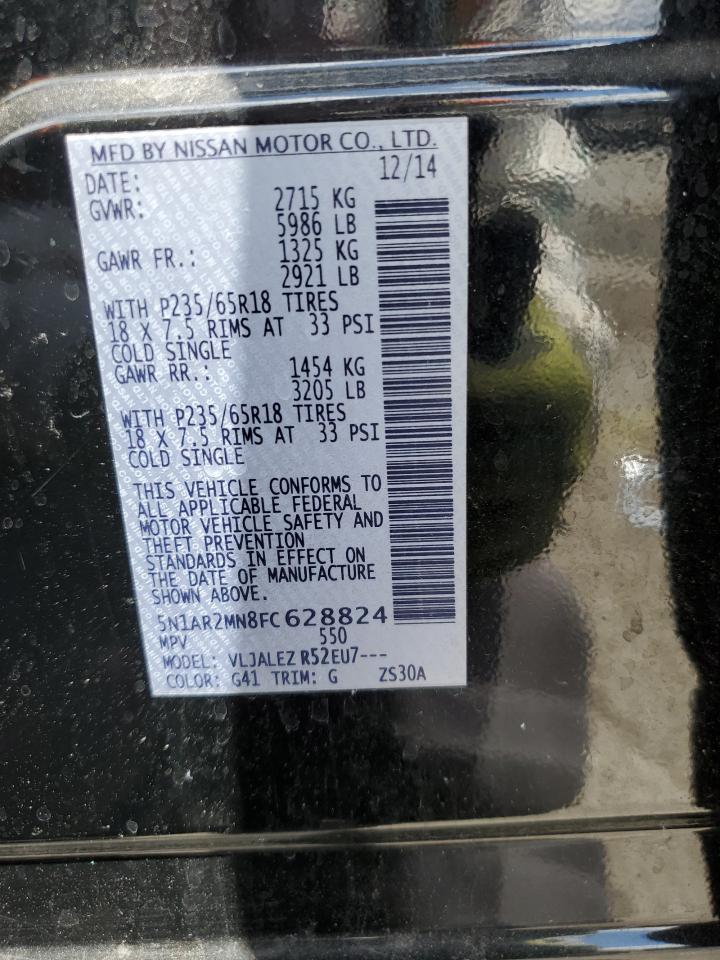 MFD BY NISSAN MOTOR CO., LTD.
DATE: 12/14
GVWR: 2715 KG
5986 LB
GAWR FR.: 1325 KG
2921 LB
WITH P235/65R18 TIRES
18 X 7.5 RIMS AT 33 PSI
COLD SINGLE
GAWR RR.: 1454 KG
3205 LB
WITH P235/65R18 TIRES
18 X 7.5 RIMS AT 33 PSI
COLD SINGLE
THIS VEHICLE CONFORMS TO
ALL APPLICABLE FEDERAL
MOTOR VEHICLE SAFETY AND
THEFT PREVENTION
STANDARDS IN EFFECT ON
THE DATE OF MANUFACTURE
SHOWN ABOVE.
5N1AR2MN8FC628824
MPV 550
MODEL: VLJALEZ R52EU7---
COLOR: G41 TRIM: G ZS30A